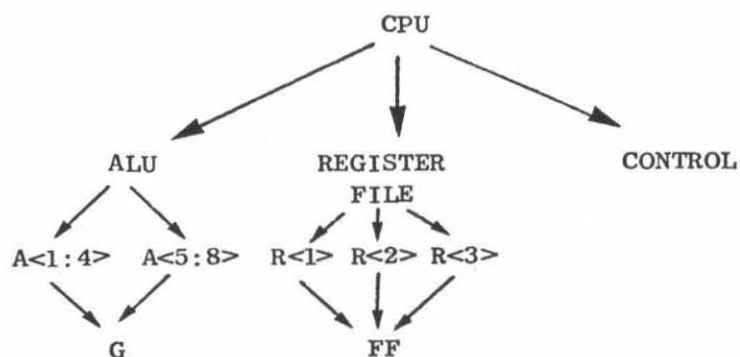 CPU
ALU REGISTER FILE CONTROL
A<1:4> A<5:8> R<1> R<2> R<3>
G FF